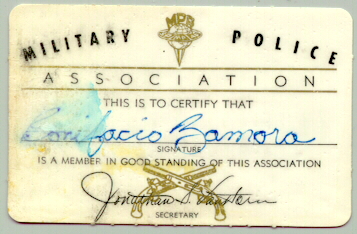 MPA
MILITARY POLICE
ASSOCIATION
THIS IS TO CERTIFY THAT
Bonifacio Zamora
SIGNATURE
IS A MEMBER IN GOOD STANDING OF THIS ASSOCIATION
Jonathan D.
SECRETARY